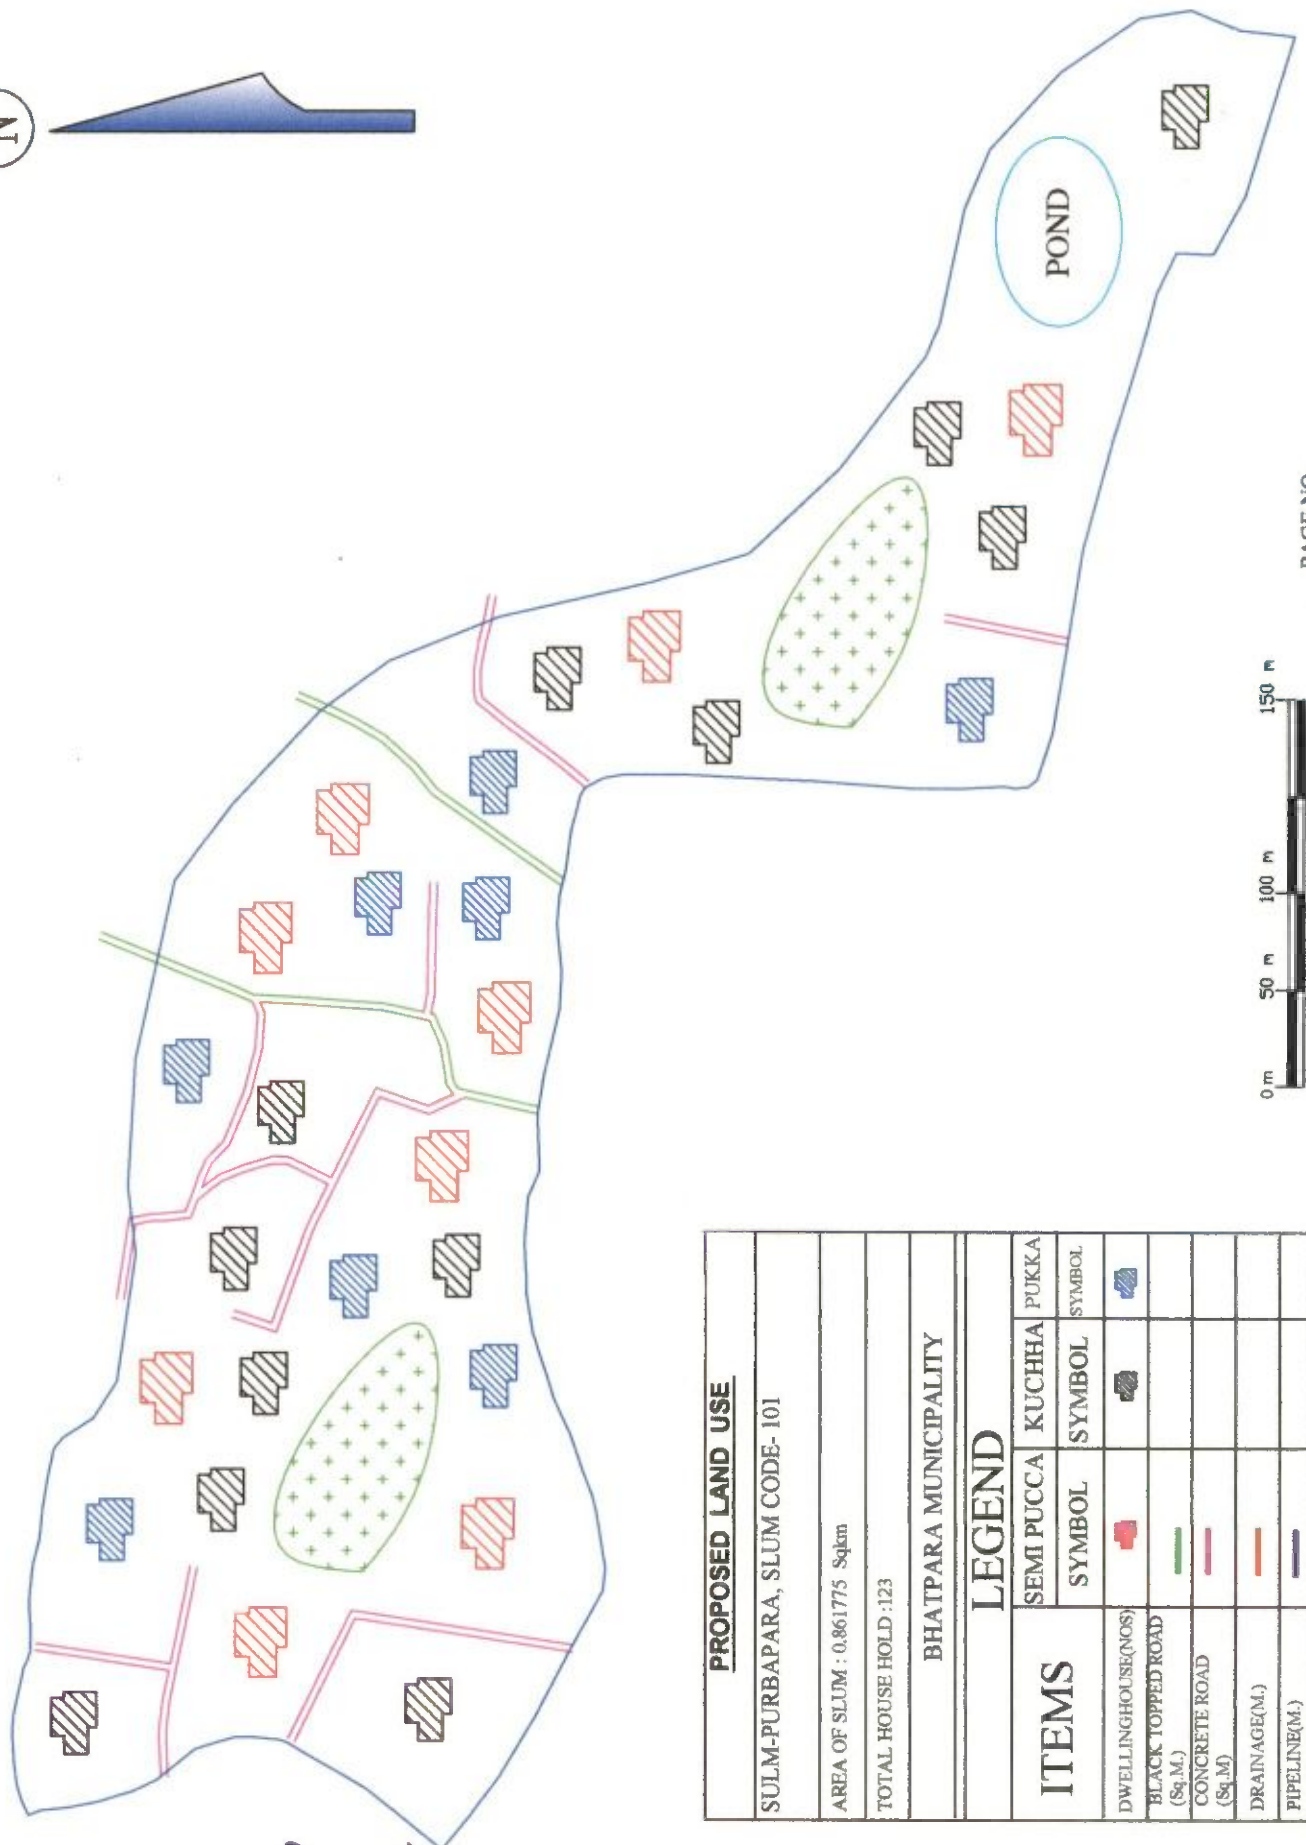 N
POND
PROPOSED LAND USE
SULM-PURBAPARA, SLUM CODE- 101
AREA OF SLUM : 0.861775 Sqkm
TOTAL HOUSE HOLD :123
BHATPARA MUNICIPALITY
LEGEND
ITEMS
SEMI PUCCA KUCHHA PUKKA
SYMBOL SYMBOL SYMBOL
DWELLINGHOUSE(NOS)
BLACK TOPPED ROAD
(Sq.M.)
CONCRETE ROAD
(Sq.M)
DRAINAGE(M.)
PIPELINE(M.)
0 m 50 m 100 m 150 m
PAGE NO